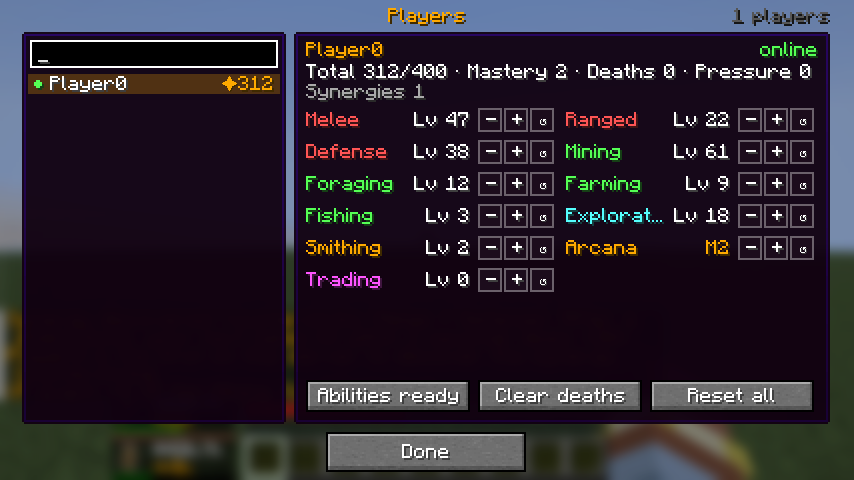 Players
1 players
_
Player0 312
Player0 online
Total 312/400 · Mastery 2 · Deaths 0 · Pressure 0
Synergies 1
Melee Lv 47 - + ↺ Ranged Lv 22 - + ↺
Defense Lv 38 - + ↺ Mining Lv 61 - + ↺
Foraging Lv 12 - + ↺ Farming Lv 9 - + ↺
Fishing Lv 3 - + ↺ Explorat... Lv 18 - + ↺
Smithing Lv 2 - + ↺ Arcana M2 - + ↺
Trading Lv 0 - + ↺
Abilities ready Clear deaths Reset all
Done